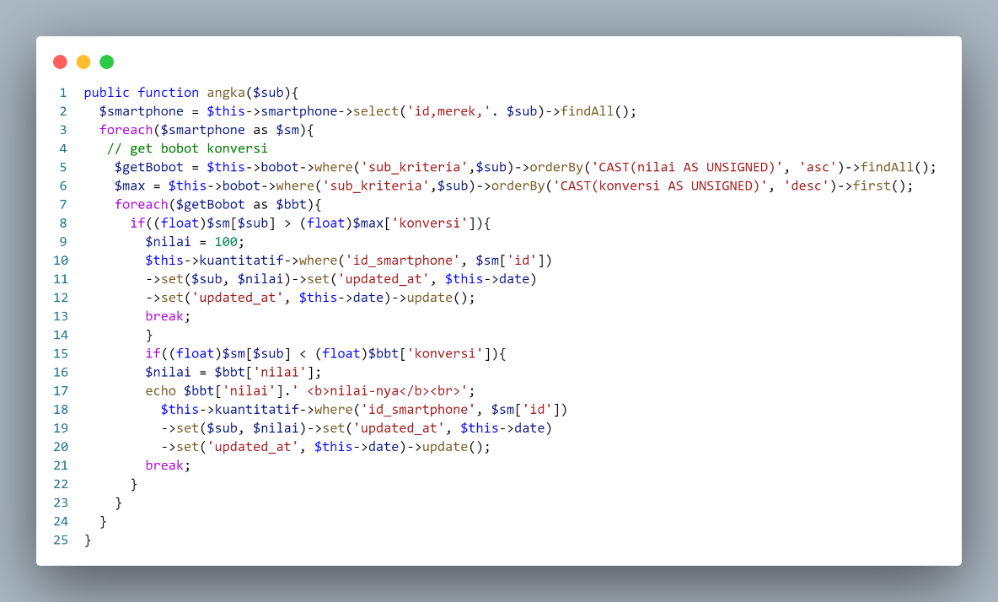 1 public function angka($sub){
2 $smartphone = $this->smartphone->select('id,merek,'. $sub)->findAll();
3 foreach($smartphone as $sm){
4 // get bobot konversi
5 $getBobot = $this->bobot->where('sub_kriteria',$sub)->orderBy('CAST(nilai AS UNSIGNED)', 'asc')->findAll();
6 $max = $this->bobot->where('sub_kriteria',$sub)->orderBy('CAST(konversi AS UNSIGNED)', 'desc')->first();
7 foreach($getBobot as $bbt){
8 if((float)$sm[$sub] > (float)$max['konversi']){
9 $nilai = 100;
10 $this->kuantitatif->where('id_smartphone', $sm['id'])
11 ->set($sub, $nilai)->set('updated_at', $this->date)
12 ->set('updated_at', $this->date)->update();
13 break;
14 }
15 if((float)$sm[$sub] < (float)$bbt['konversi']){
16 $nilai = $bbt['nilai'];
17 echo $bbt['nilai'].' <b>nilai-nya</b><br>';
18 $this->kuantitatif->where('id_smartphone', $sm['id'])
19 ->set($sub, $nilai)->set('updated_at', $this->date)
20 ->set('updated_at', $this->date)->update();
21 break;
22 }
23 }
24 }
25 }